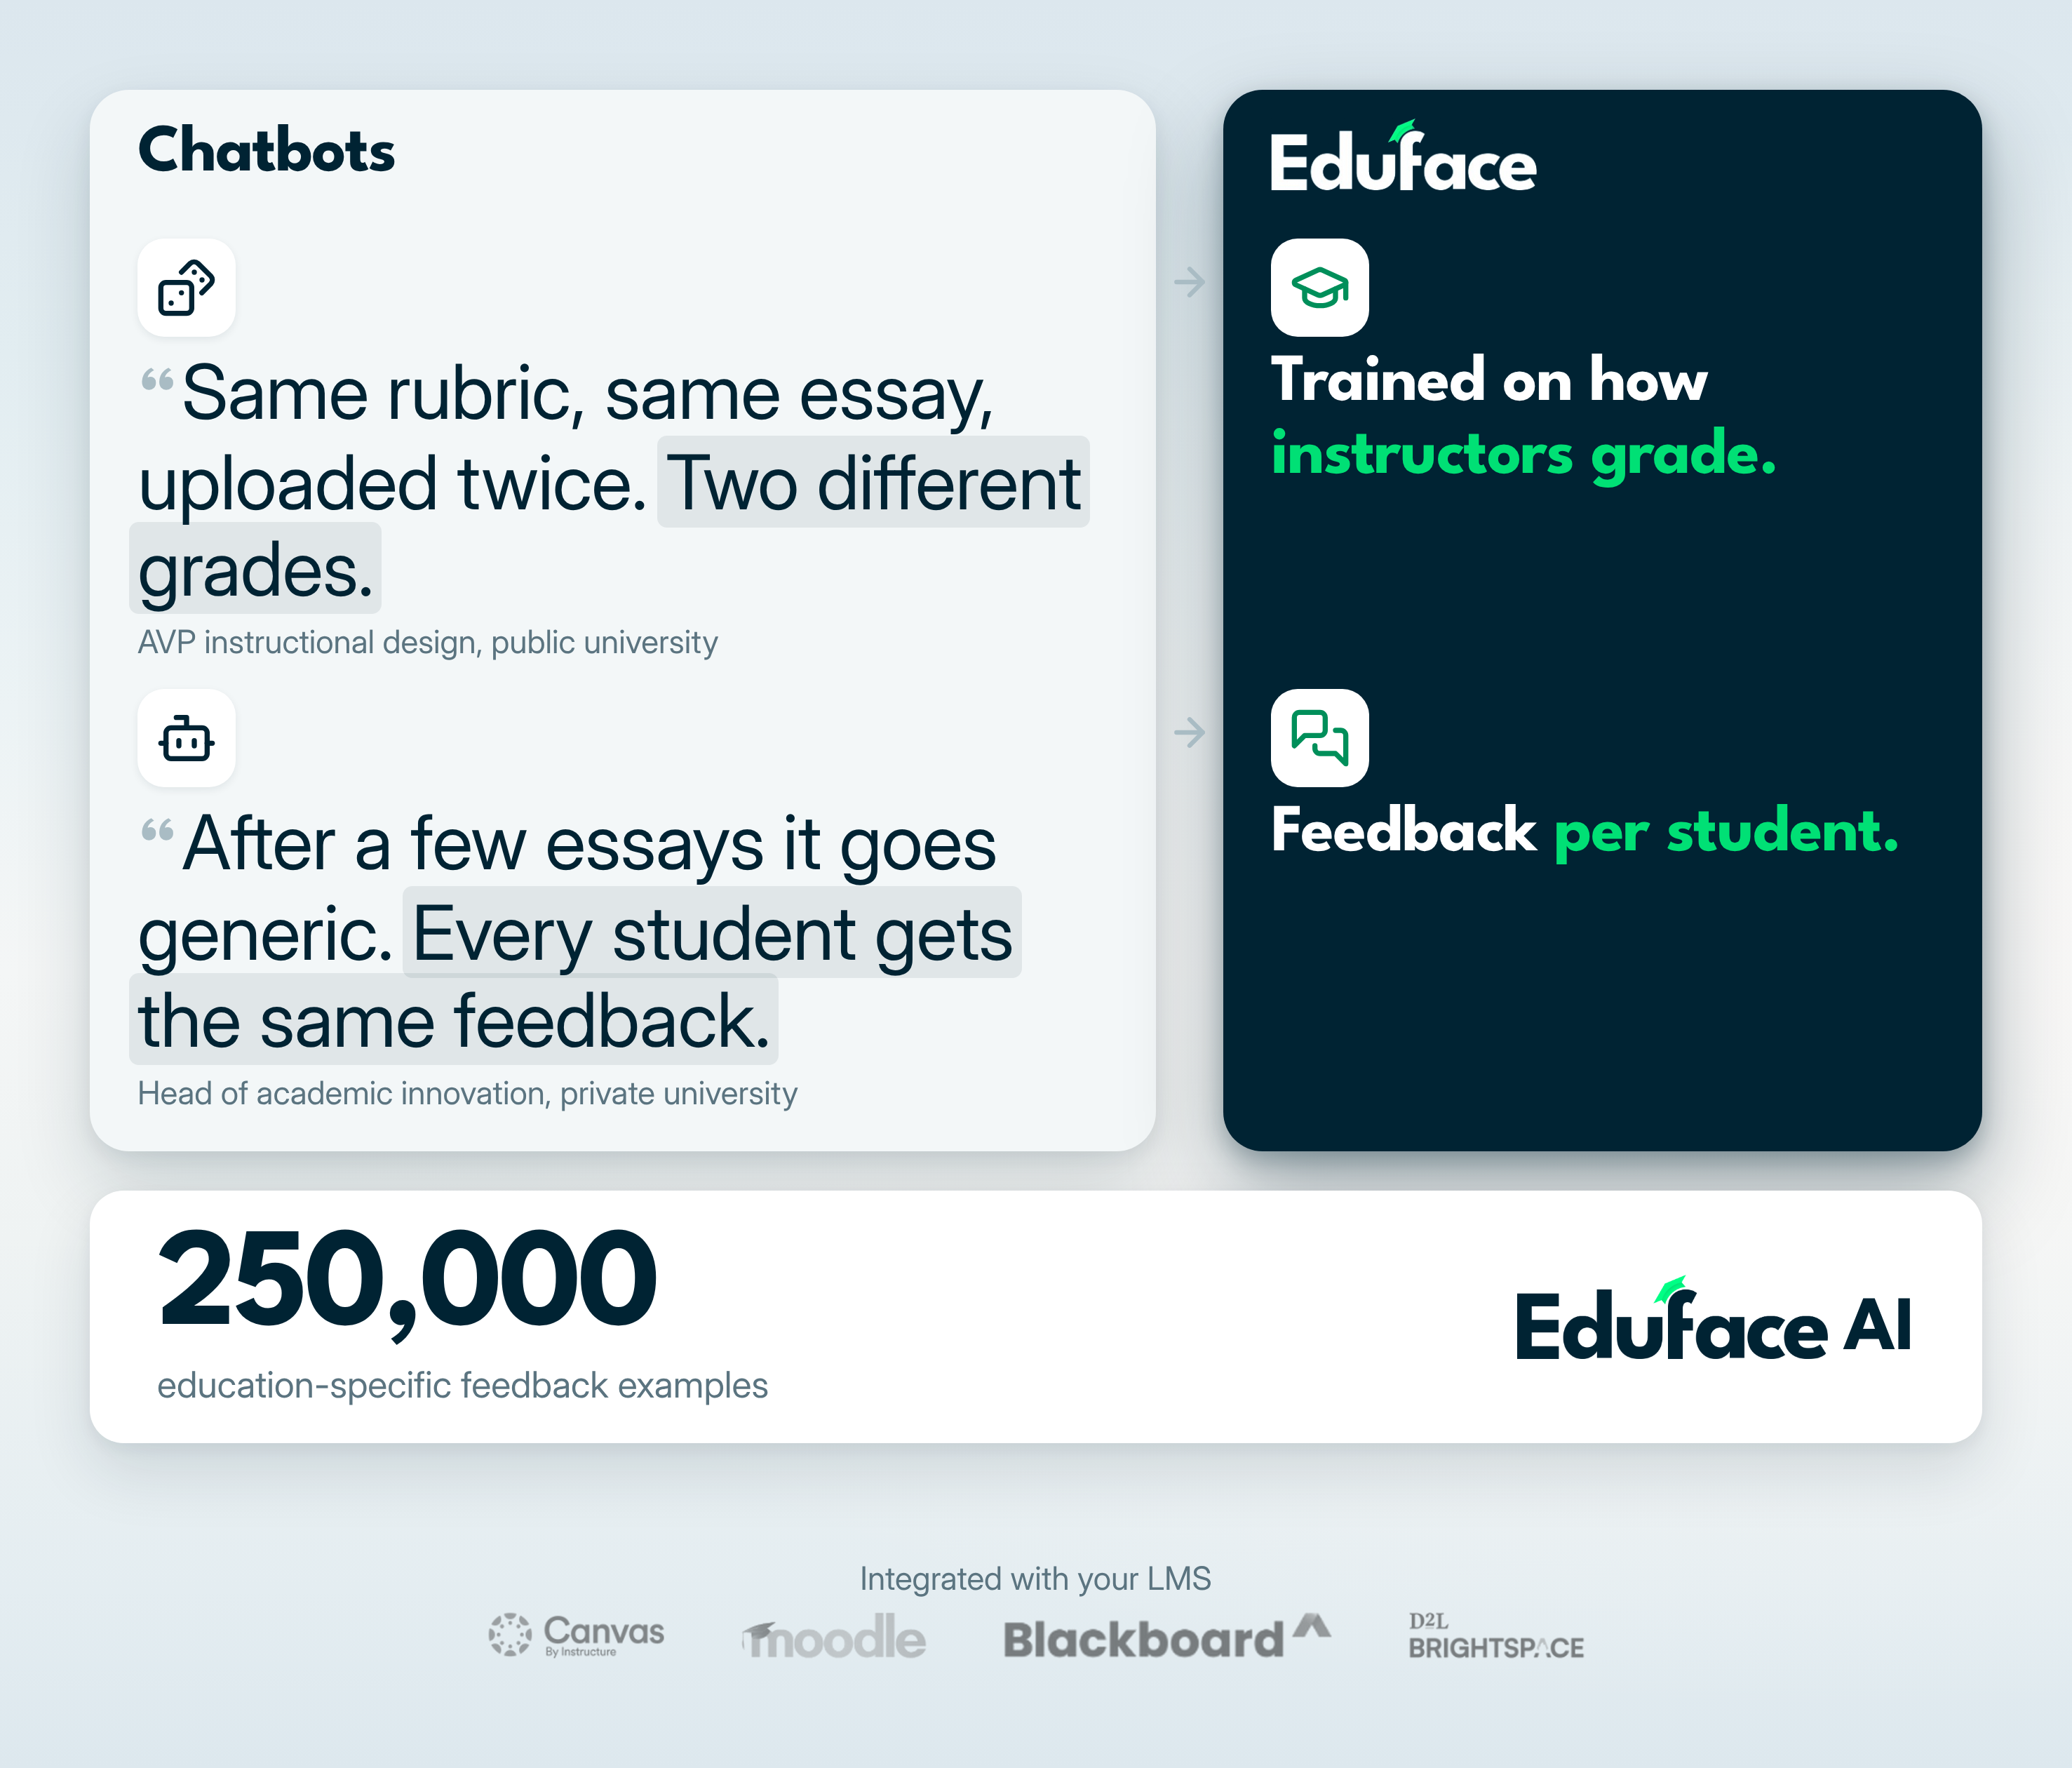 Chatbots
“Same rubric, same essay,
uploaded twice. Two different
grades.
AVP instructional design, public university
“After a few essays it goes
generic. Every student gets
the same feedback.
Head of academic innovation, private university
Eduface
Trained on how
instructors grade.
Feedback per student.
250,000
education-specific feedback examples
Eduface AI
Integrated with your LMS
Canvas
By Instructure
moodle
Blackboard
D2L
BRIGHTSPACE